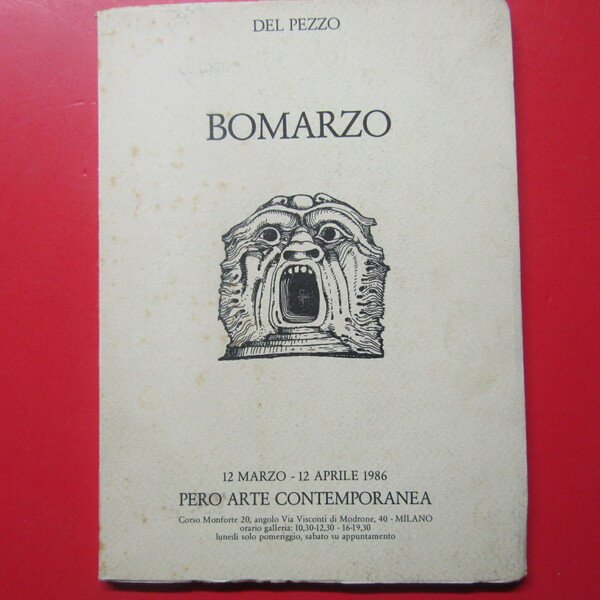 DEL PEZZO
BOMARZO
12 MARZO - 12 APRILE 1986
PERO ARTE CONTEMPORANEA
Corso Monforte 20, angolo Via Visconti di Modrone, 40 - MILANO
orario galleria: 10,30-12,30 - 16-19,30
lunedì solo pomeriggio, sabato su appuntamento